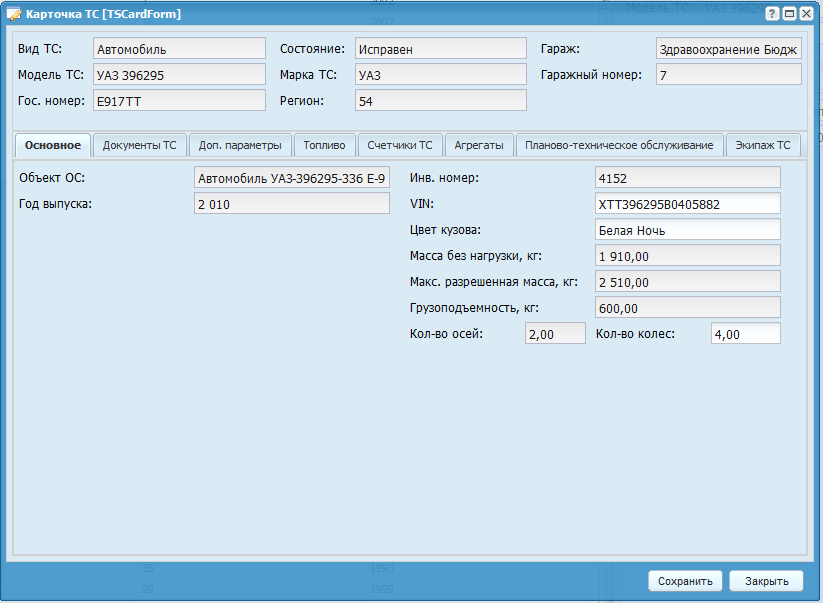 Карточка ТС [TSCardForm]
Вид ТС: Автомобиль Состояние: Исправен Гараж: Здравоохранение Бюдж
Модель ТС: УАЗ 396295 Марка ТС: УАЗ Гаражный номер: 7
Гос. номер: Е917ТТ Регион: 54
Основное Документы ТС Доп. параметры Топливо Счетчики ТС Агрегаты Планово-техническое обслуживание Экипаж ТС
Объект ОС: Автомобиль УАЗ-396295-336 Е-9 Инв. номер: 4152
Год выпуска: 2 010 VIN: XTT396295B0405882
Цвет кузова: Белая Ночь
Масса без нагрузки, кг: 1 910,00
Макс. разрешенная масса, кг: 2 510,00
Грузоподъемность, кг: 600,00
Кол-во осей: 2,00 Кол-во колес: 4,00
28 1993
29 1999
Сохранить Закрыть